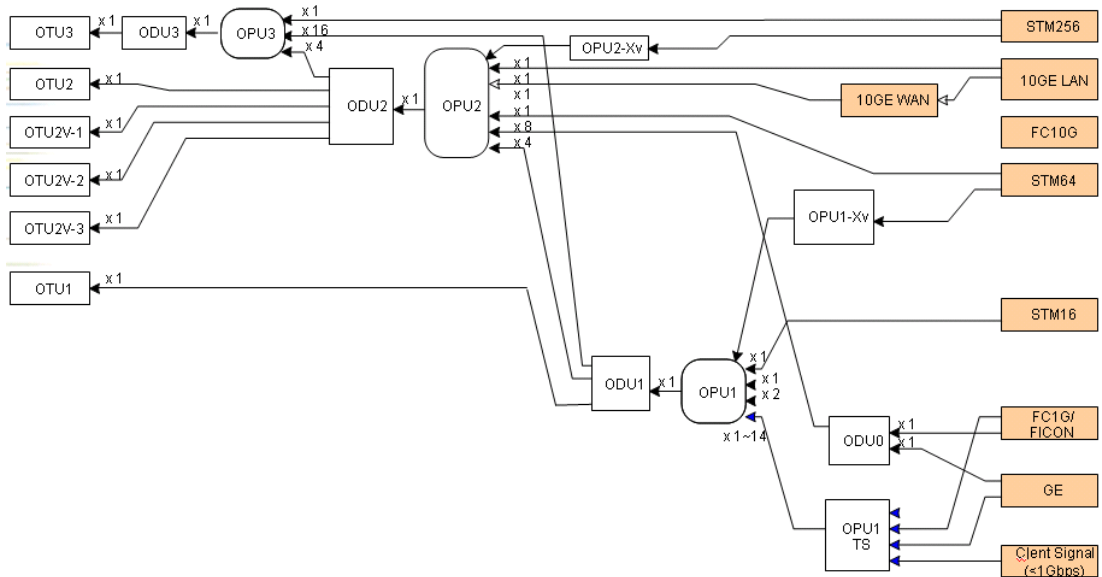 x 1
STM256
x 1
x 1
x16
OTU3
ODU3
OPU3
x 4
OPU2-Xv
x 1
10GE LAN
OTU2
x 1
x 1
ODU2
x 1
OPU2
x 1
10GE WAN
x 1
OTU2V-1
x 1
x 8
FC10G
x 4
OTU2V-2
x 1
STM64
OPU1-Xv
OTU2V-3
x 1
OTU1
x 1
STM16
x 1
ODU1
x 1
OPU1
x 1
x 2
x 1~14
ODU0
x 1
x 1
FC1G/
FICON
GE
OPU1
TS
Clent Signal
(<1Gbps)